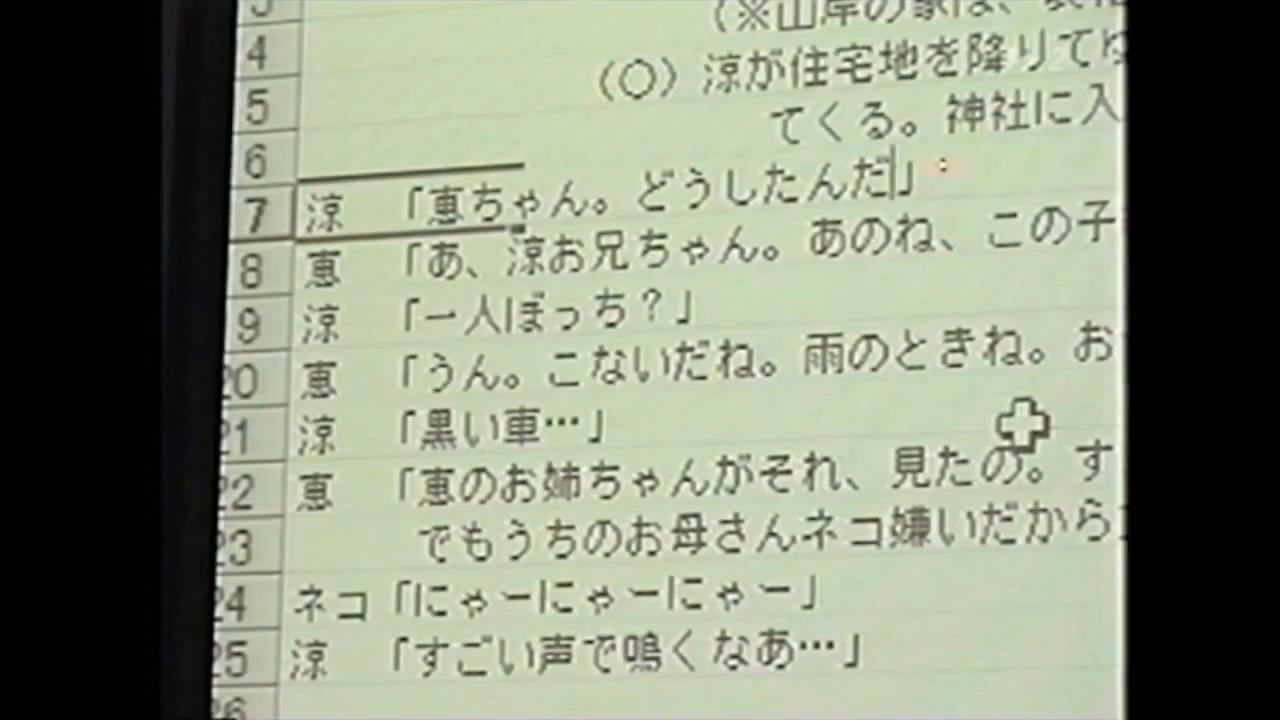 3 （※山岸の家は、
4 （○）涼が住宅地を降りてゆ
5 てくる。神社に入
6
7 涼 「恵ちゃん。どうしたんだ」
8 恵 「あ、涼お兄ちゃん。あのね、この子
9 涼 「一人ぼっち？」
20 恵 「うん。こないだね。雨のときね。お
21 涼 「黒い車…」
22 恵 「恵のお姉ちゃんがそれ、見たの。す
23 でもうちのお母さんネコ嫌いだから
24 ネコ「にゃーにゃーにゃー」
25 涼 「すごい声で鳴くなあ…」
26